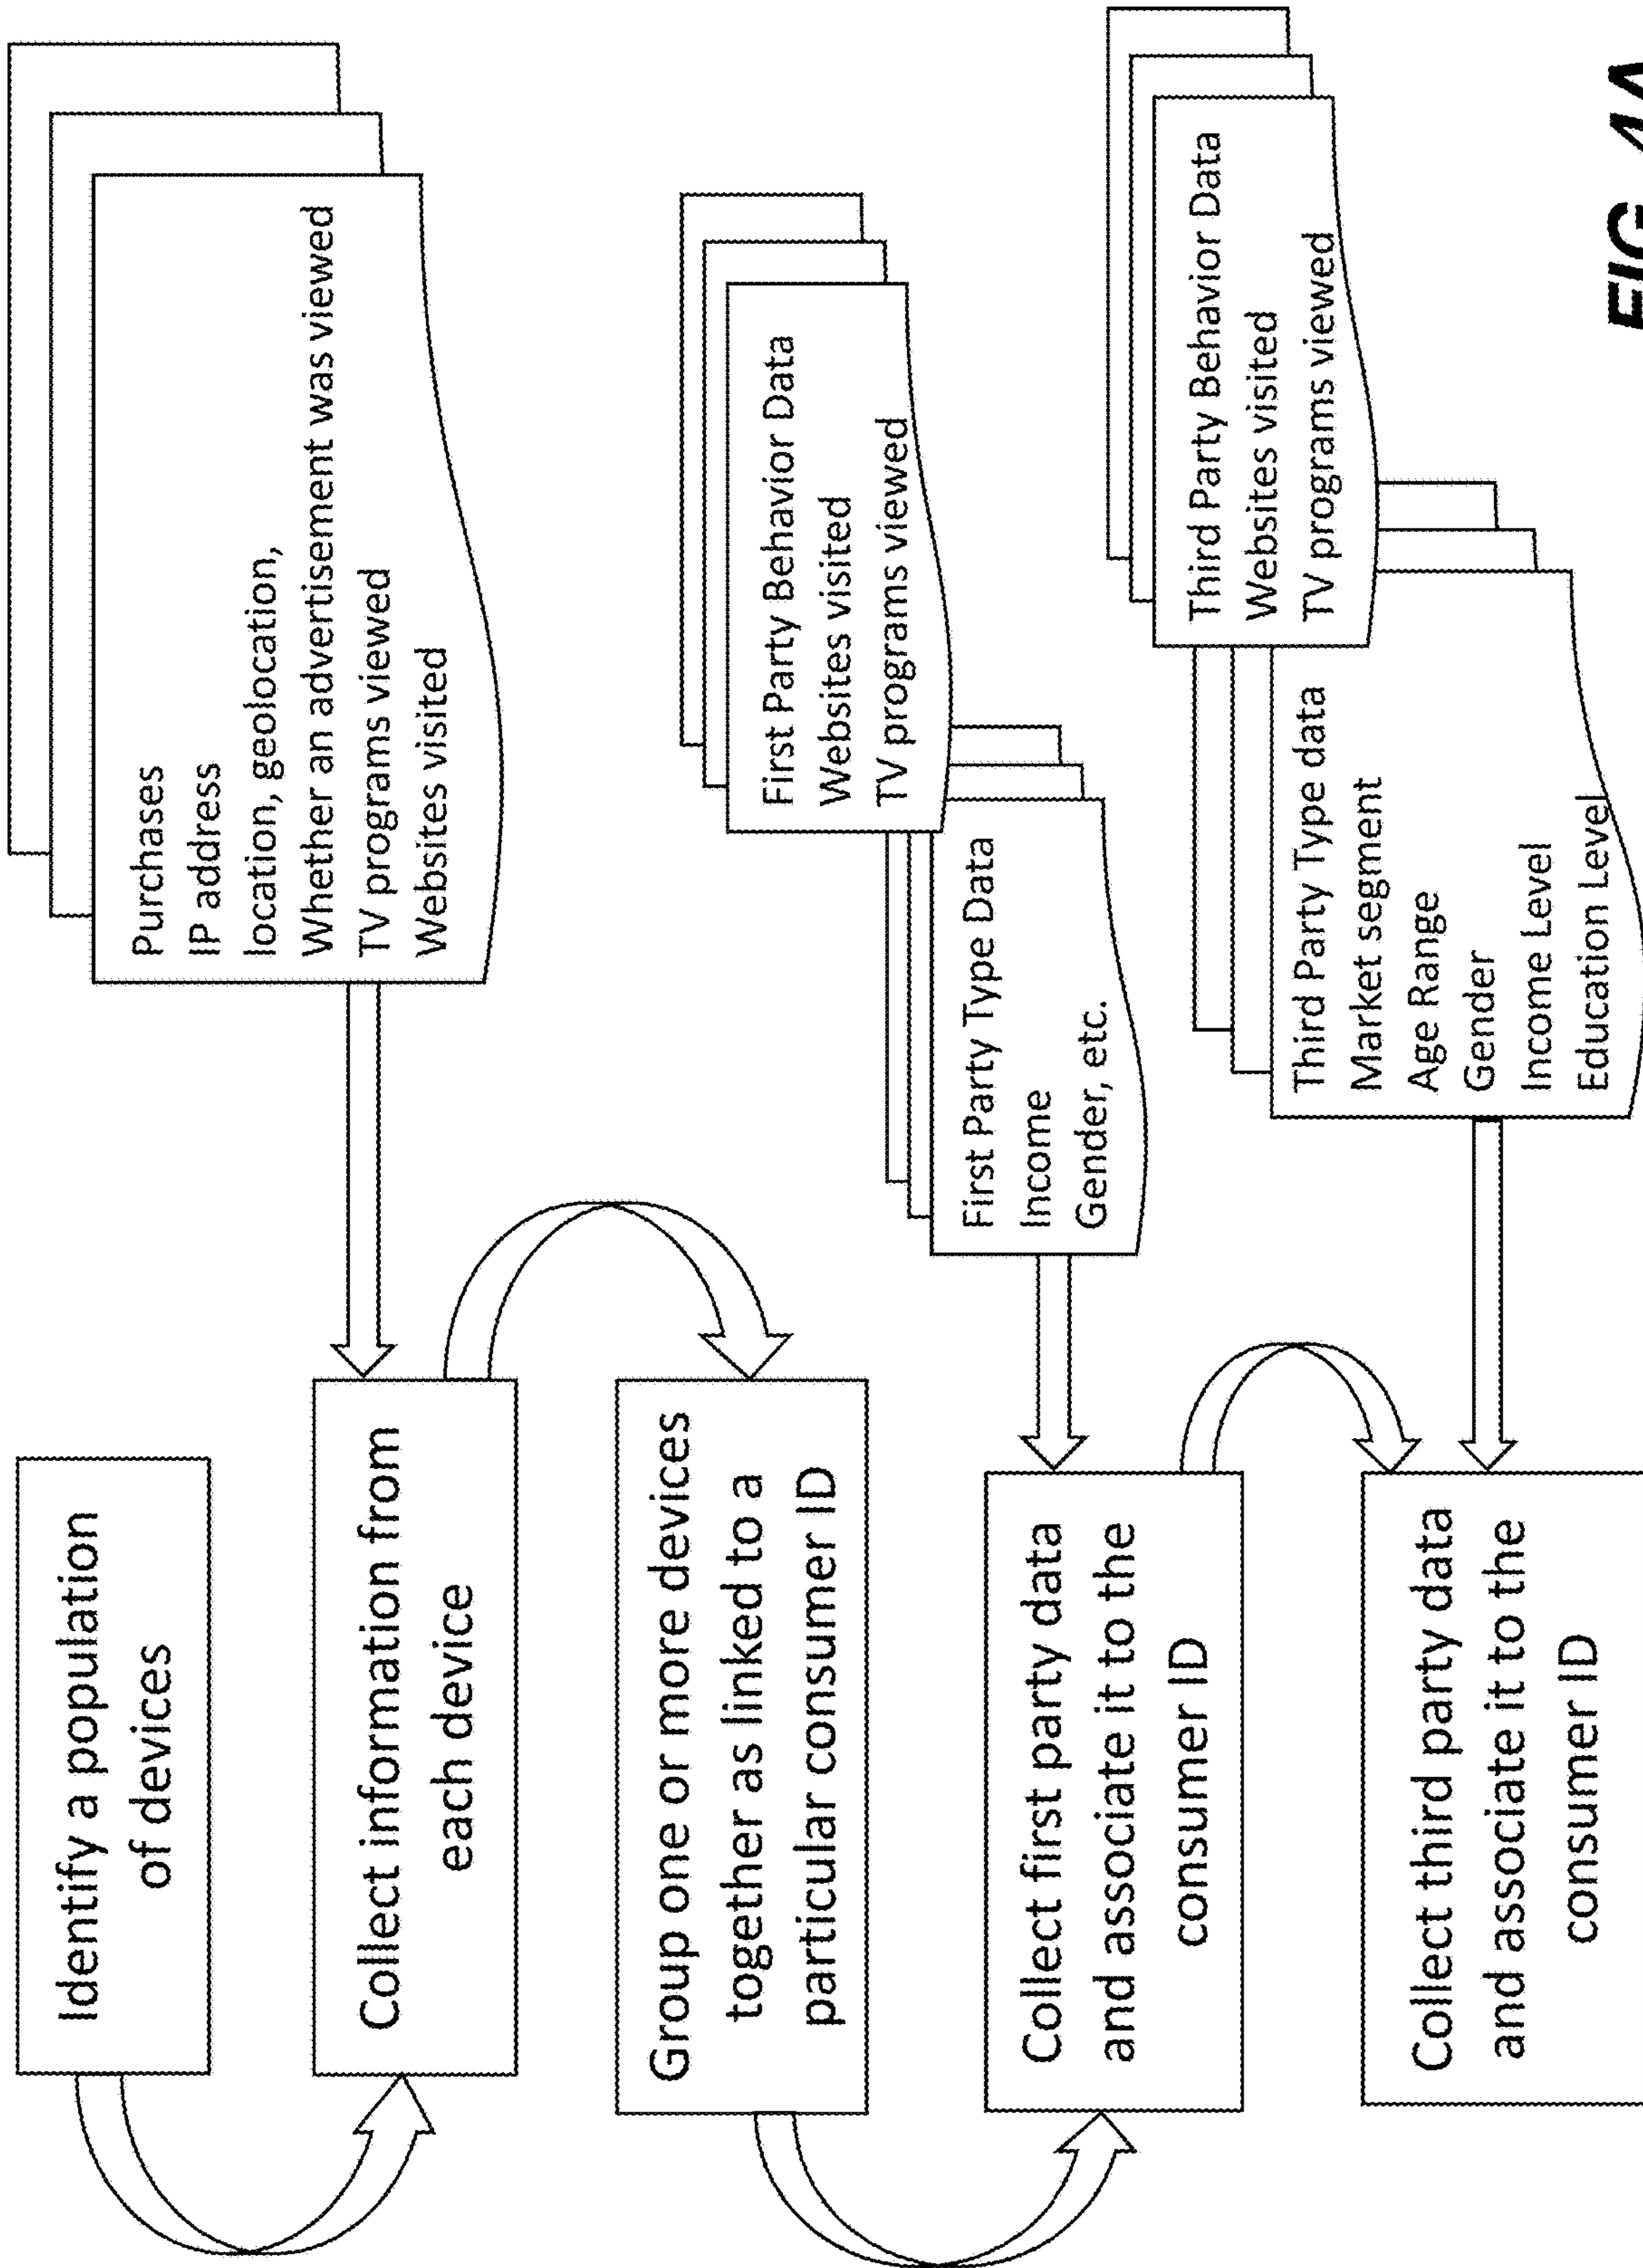 Identify a population
of devices
Purchases
IP address
location, geolocation,
Whether an advertisement was viewed
TV programs viewed
Websites visited
Collect information from
each device
Group one or more devices
together as linked to a
particular consumer ID
First Party Behavior Data
Websites visited
TV programs viewed
First Party Type Data
Income
Gender, etc.
Collect first party data
and associate it to the
consumer ID
Third Party Behavior Data
Websites visited
TV programs viewed
Third Party Type data
Market segment
Age Range
Gender
Income Level
Education Level
Collect third party data
and associate it to the
consumer ID
FIG. 4A